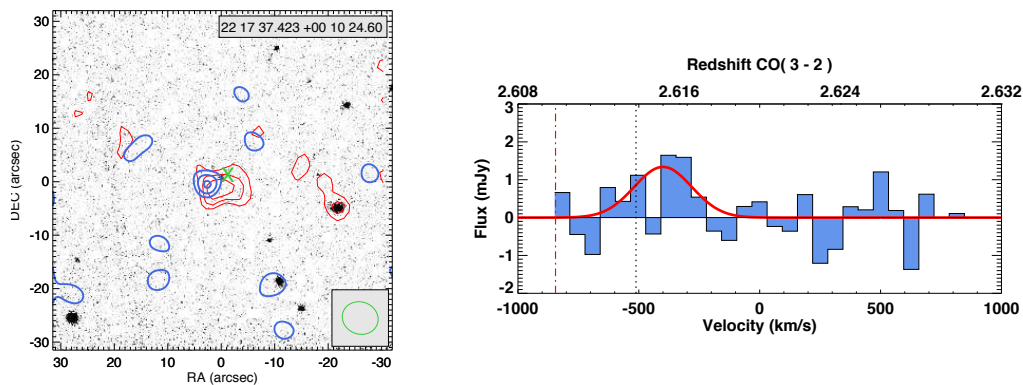 22 17 37.423 +00 10 24.60
30
20
10
0
-10
-20
-30
DEC (arcsec)
30 20 10 0 -10 -20 -30
RA (arcsec)
Redshift CO( 3 - 2 )
2.608 2.616 2.624 2.632
3
2
1
0
-1
-2
Flux (mJy)
-1000 -500 0 500 1000
Velocity (km/s)